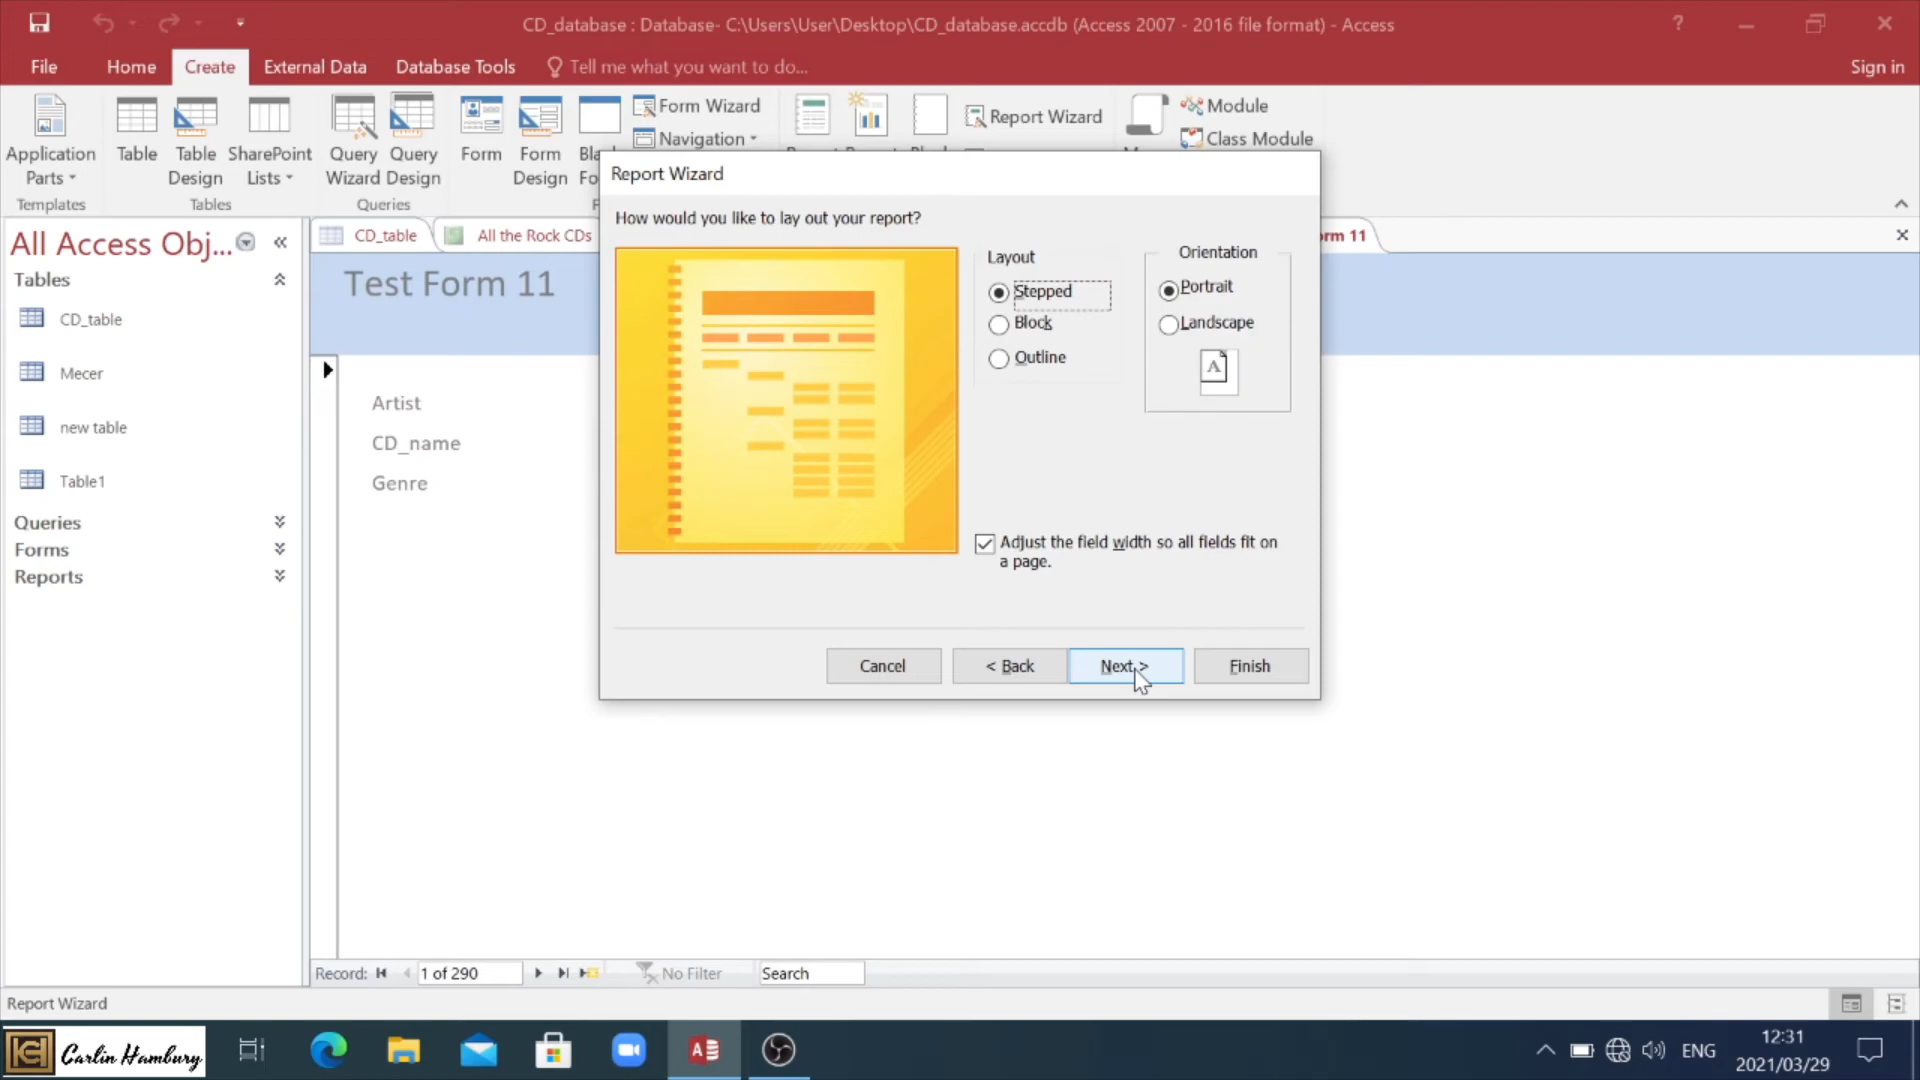 CD_database : Database- C:\Users\User\Desktop\CD_database.accdb (Access 2007 - 2016 file format) - Access
?
File
Home
Create
External Data
Database Tools
Tell me what you want to do...
Sign in
Application Parts
Table
Table Design
SharePoint Lists
Query Wizard
Query Design
Form
Form Design
Form Wizard
Navigation
Report Wizard
Module
Class Module
Templates
Tables
Queries
All Access Obj...
Tables
CD_table
Mecer
new table
Table1
Queries
Forms
Reports
CD_table
All the Rock CDs
rm 11
Test Form 11
Artist
CD_name
Genre
Report Wizard
How would you like to lay out your report?
Layout
Stepped
Block
Outline
Orientation
Portrait
Landscape
A
Adjust the field width so all fields fit on
a page.
Cancel
< Back
Next >
Finish
Record:
1 of 290
No Filter
Search
Report Wizard
Carlin Hambury
ENG
12:31
2021/03/29